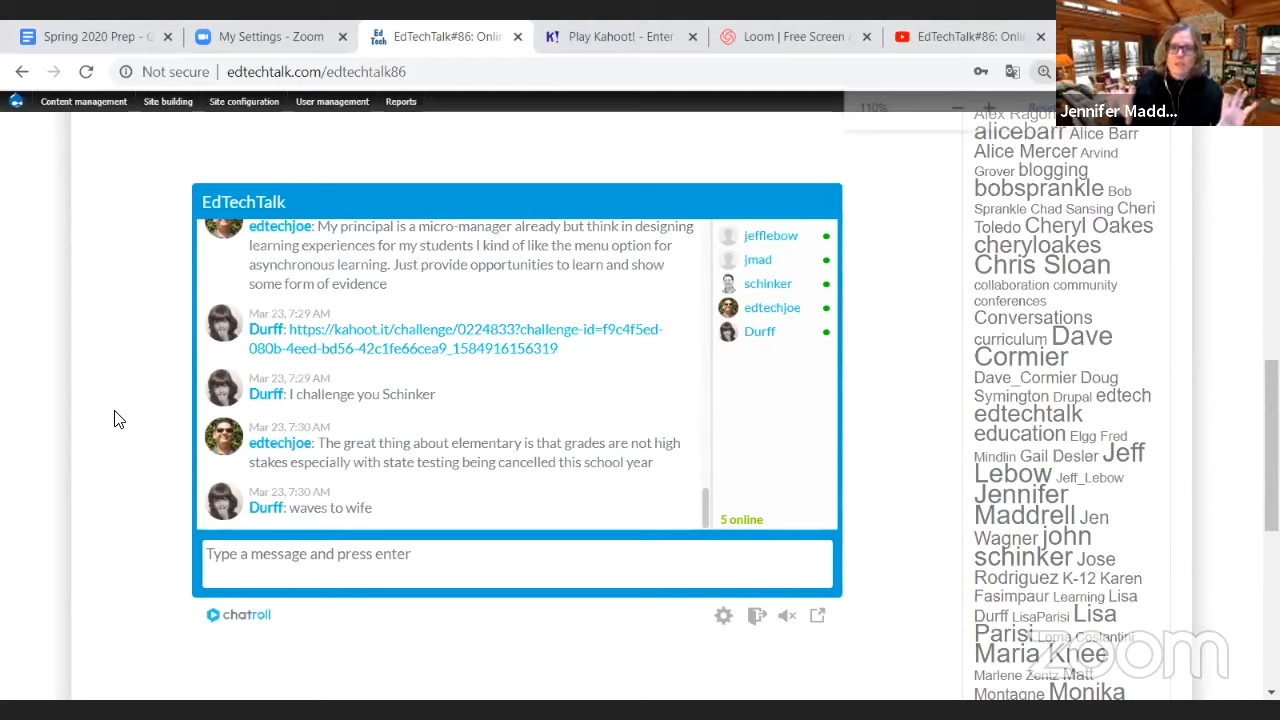 Spring 2020 Prep - G
My Settings - Zoom
EdTechTalk#86: Onli
Play Kahoot! - Enter
Loom | Free Screen &
EdTechTalk#86: Onli
Not secure | edtechtalk.com/edtechtalk86
Content management
Site building
Site configuration
User management
Reports
110%
Jennifer Madd...
EdTechTalk
edtechjoe: My principal is a micro-manager already but think in designing
learning experiences for my students I kind of like the menu option for
asynchronous learning. Just provide opportunities to learn and show
some form of evidence
Mar 23, 7:29 AM
Durff: https://kahoot.it/challenge/0224833?challenge-id=f9c4f5ed-
080b-4eed-bd56-42c1fe66cea9_1584916156319
Mar 23, 7:29 AM
Durff: I challenge you Schinker
Mar 23, 7:30 AM
edtechjoe: The great thing about elementary is that grades are not high
stakes especially with state testing being cancelled this school year
Mar 23, 7:30 AM
Durff: waves to wife
jefflebow
jmad
schinker
edtechjoe
Durff
5 online
Type a message and press enter
chatroll
Alex Ragon
alicebarr Alice Barr
Alice Mercer Arvind
Grover blogging
bobsprankle Bob
Sprankle Chad Sansing Cheri
Toledo Cheryl Oakes
cheryloakes
Chris Sloan
collaboration community
conferences
Conversations
curriculum Dave
Cormier
Dave_Cormier Doug
Symington Drupal edtech
edtechtalk
education Elgg Fred
Mindlin Gail Desler Jeff
Lebow Jeff_Lebow
Jennifer
Maddrell Jen
Wagner john
schinker Jose
Rodriguez K-12 Karen
Fasimpaur Learning Lisa
Durff LisaParisi Lisa
Parisi Lorna Costantini
Maria Knee
Marlene Zentz Matt
Montagne Monika
zoom